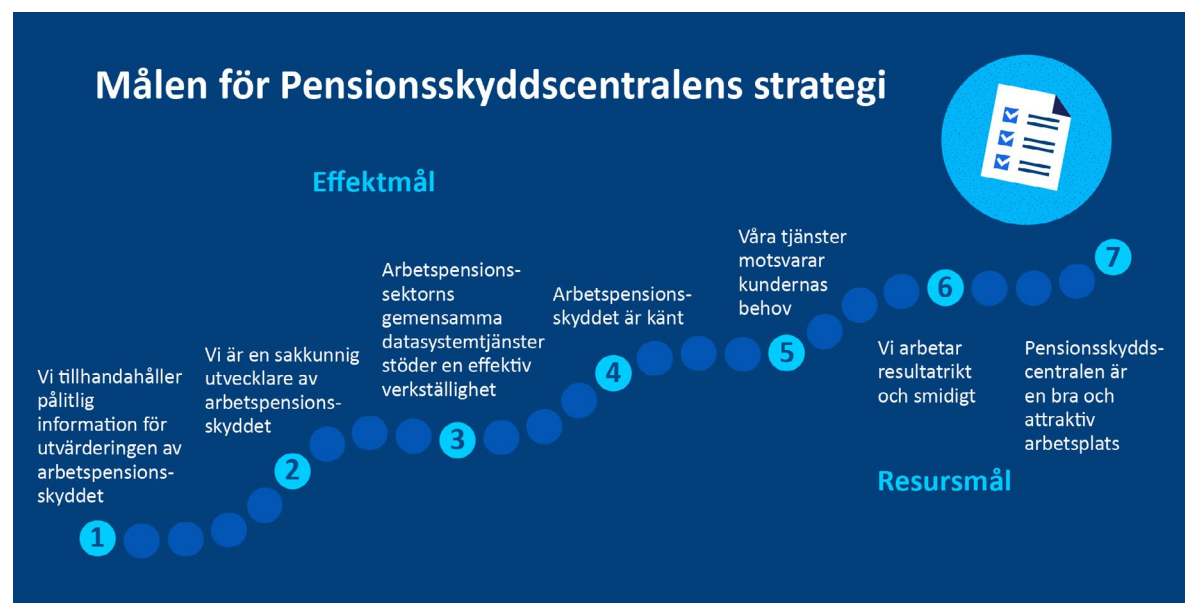 Målen för Pensionsskyddscentralens strategi
Effektmål
Vi tillhandahåller
pålitlig
information för
utvärderingen av
arbetspensions-
skyddet
1
Vi är en sakkunnig
utvecklare av
arbetspensions-
skyddet
2
Arbetspensions-
sektorns
gemensamma
datasystemtjänster
stöder en effektiv
verkställighet
3
Arbetspensions-
skyddet är känt
4
Våra tjänster
motsvarar
kundernas
behov
5
6
Vi arbetar
resultatrikt
och smidigt
7
Pensionsskydds-
centralen är
en bra och
attraktiv
arbetsplats
Resursmål